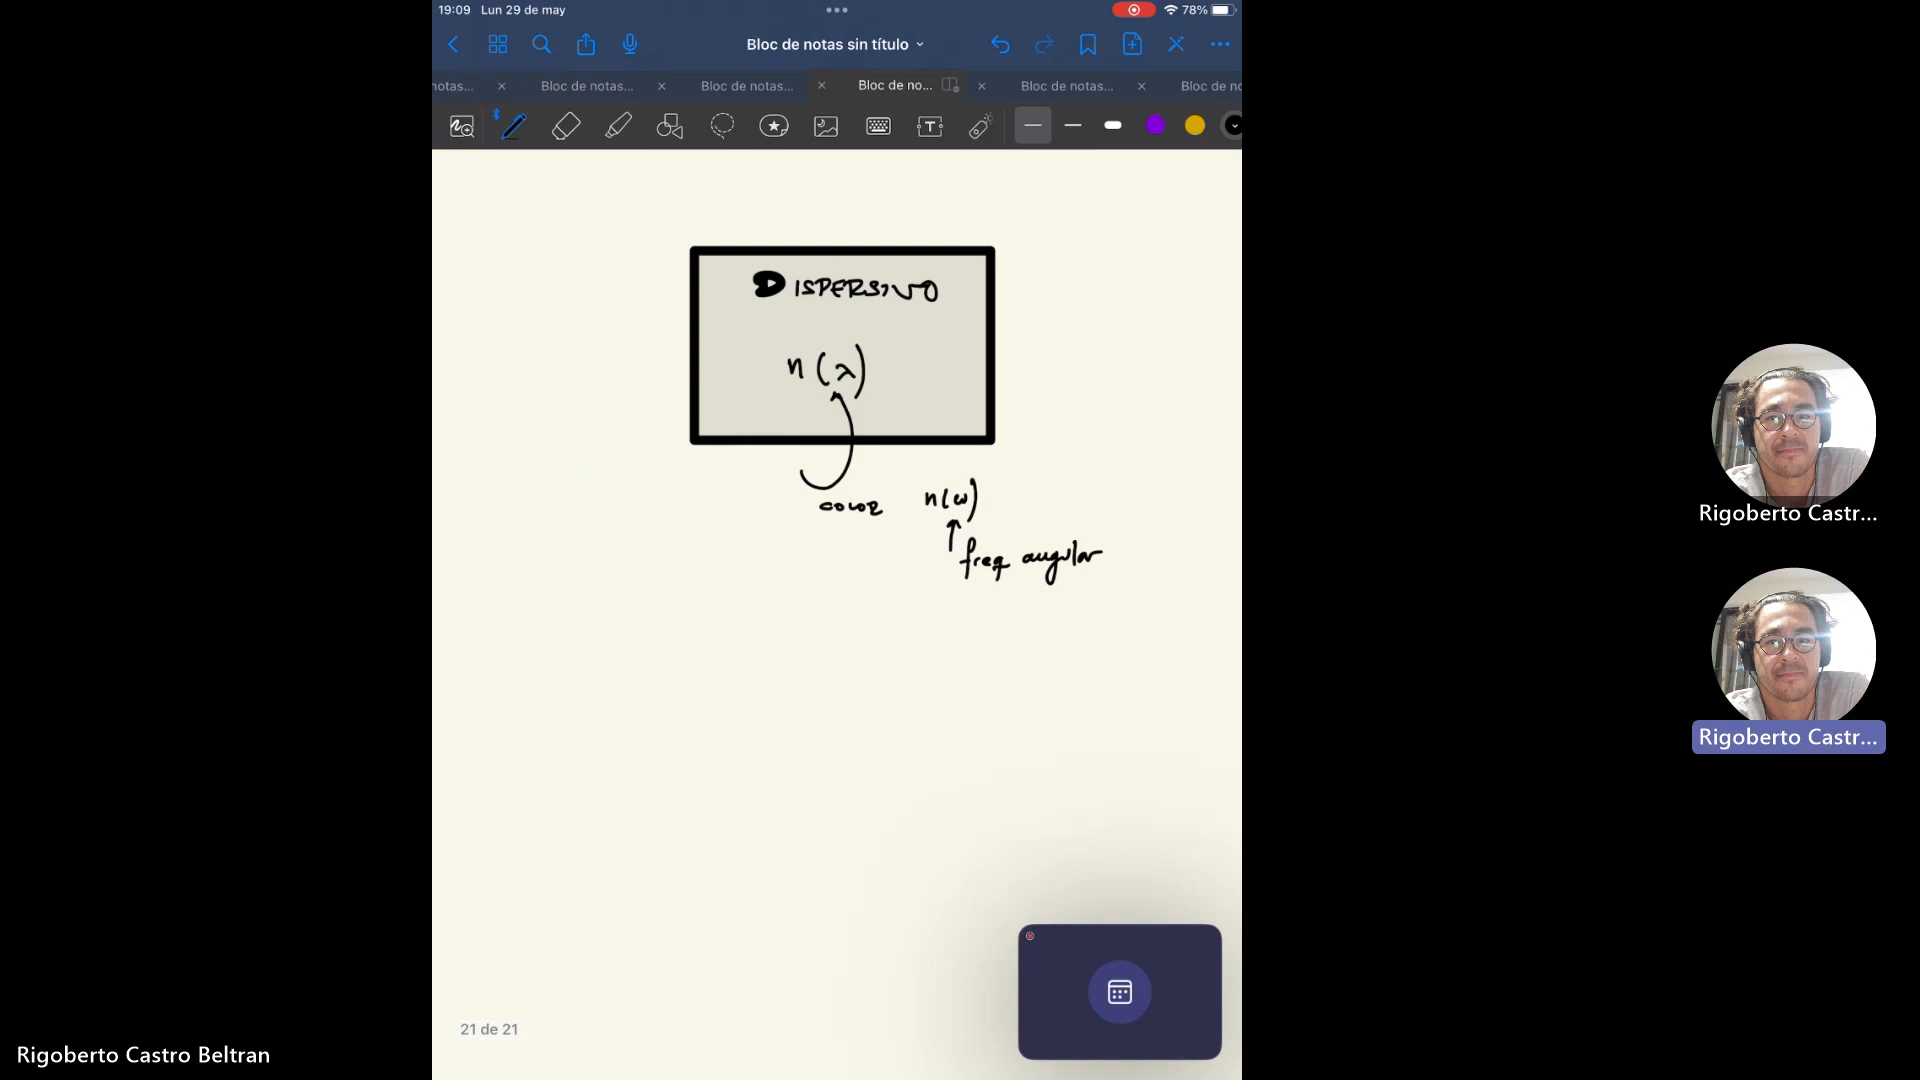 19:09 Lun 29 de may
78%
Bloc de notas sin título
notas...
Bloc de notas...
Bloc de notas...
Bloc de no...
Bloc de notas...
Bloc de no
T
DISPERSIVO
n(λ)
COLOR
n(ω)
freq angular
21 de 21
Rigoberto Castr...
Rigoberto Castr...
Rigoberto Castro Beltran